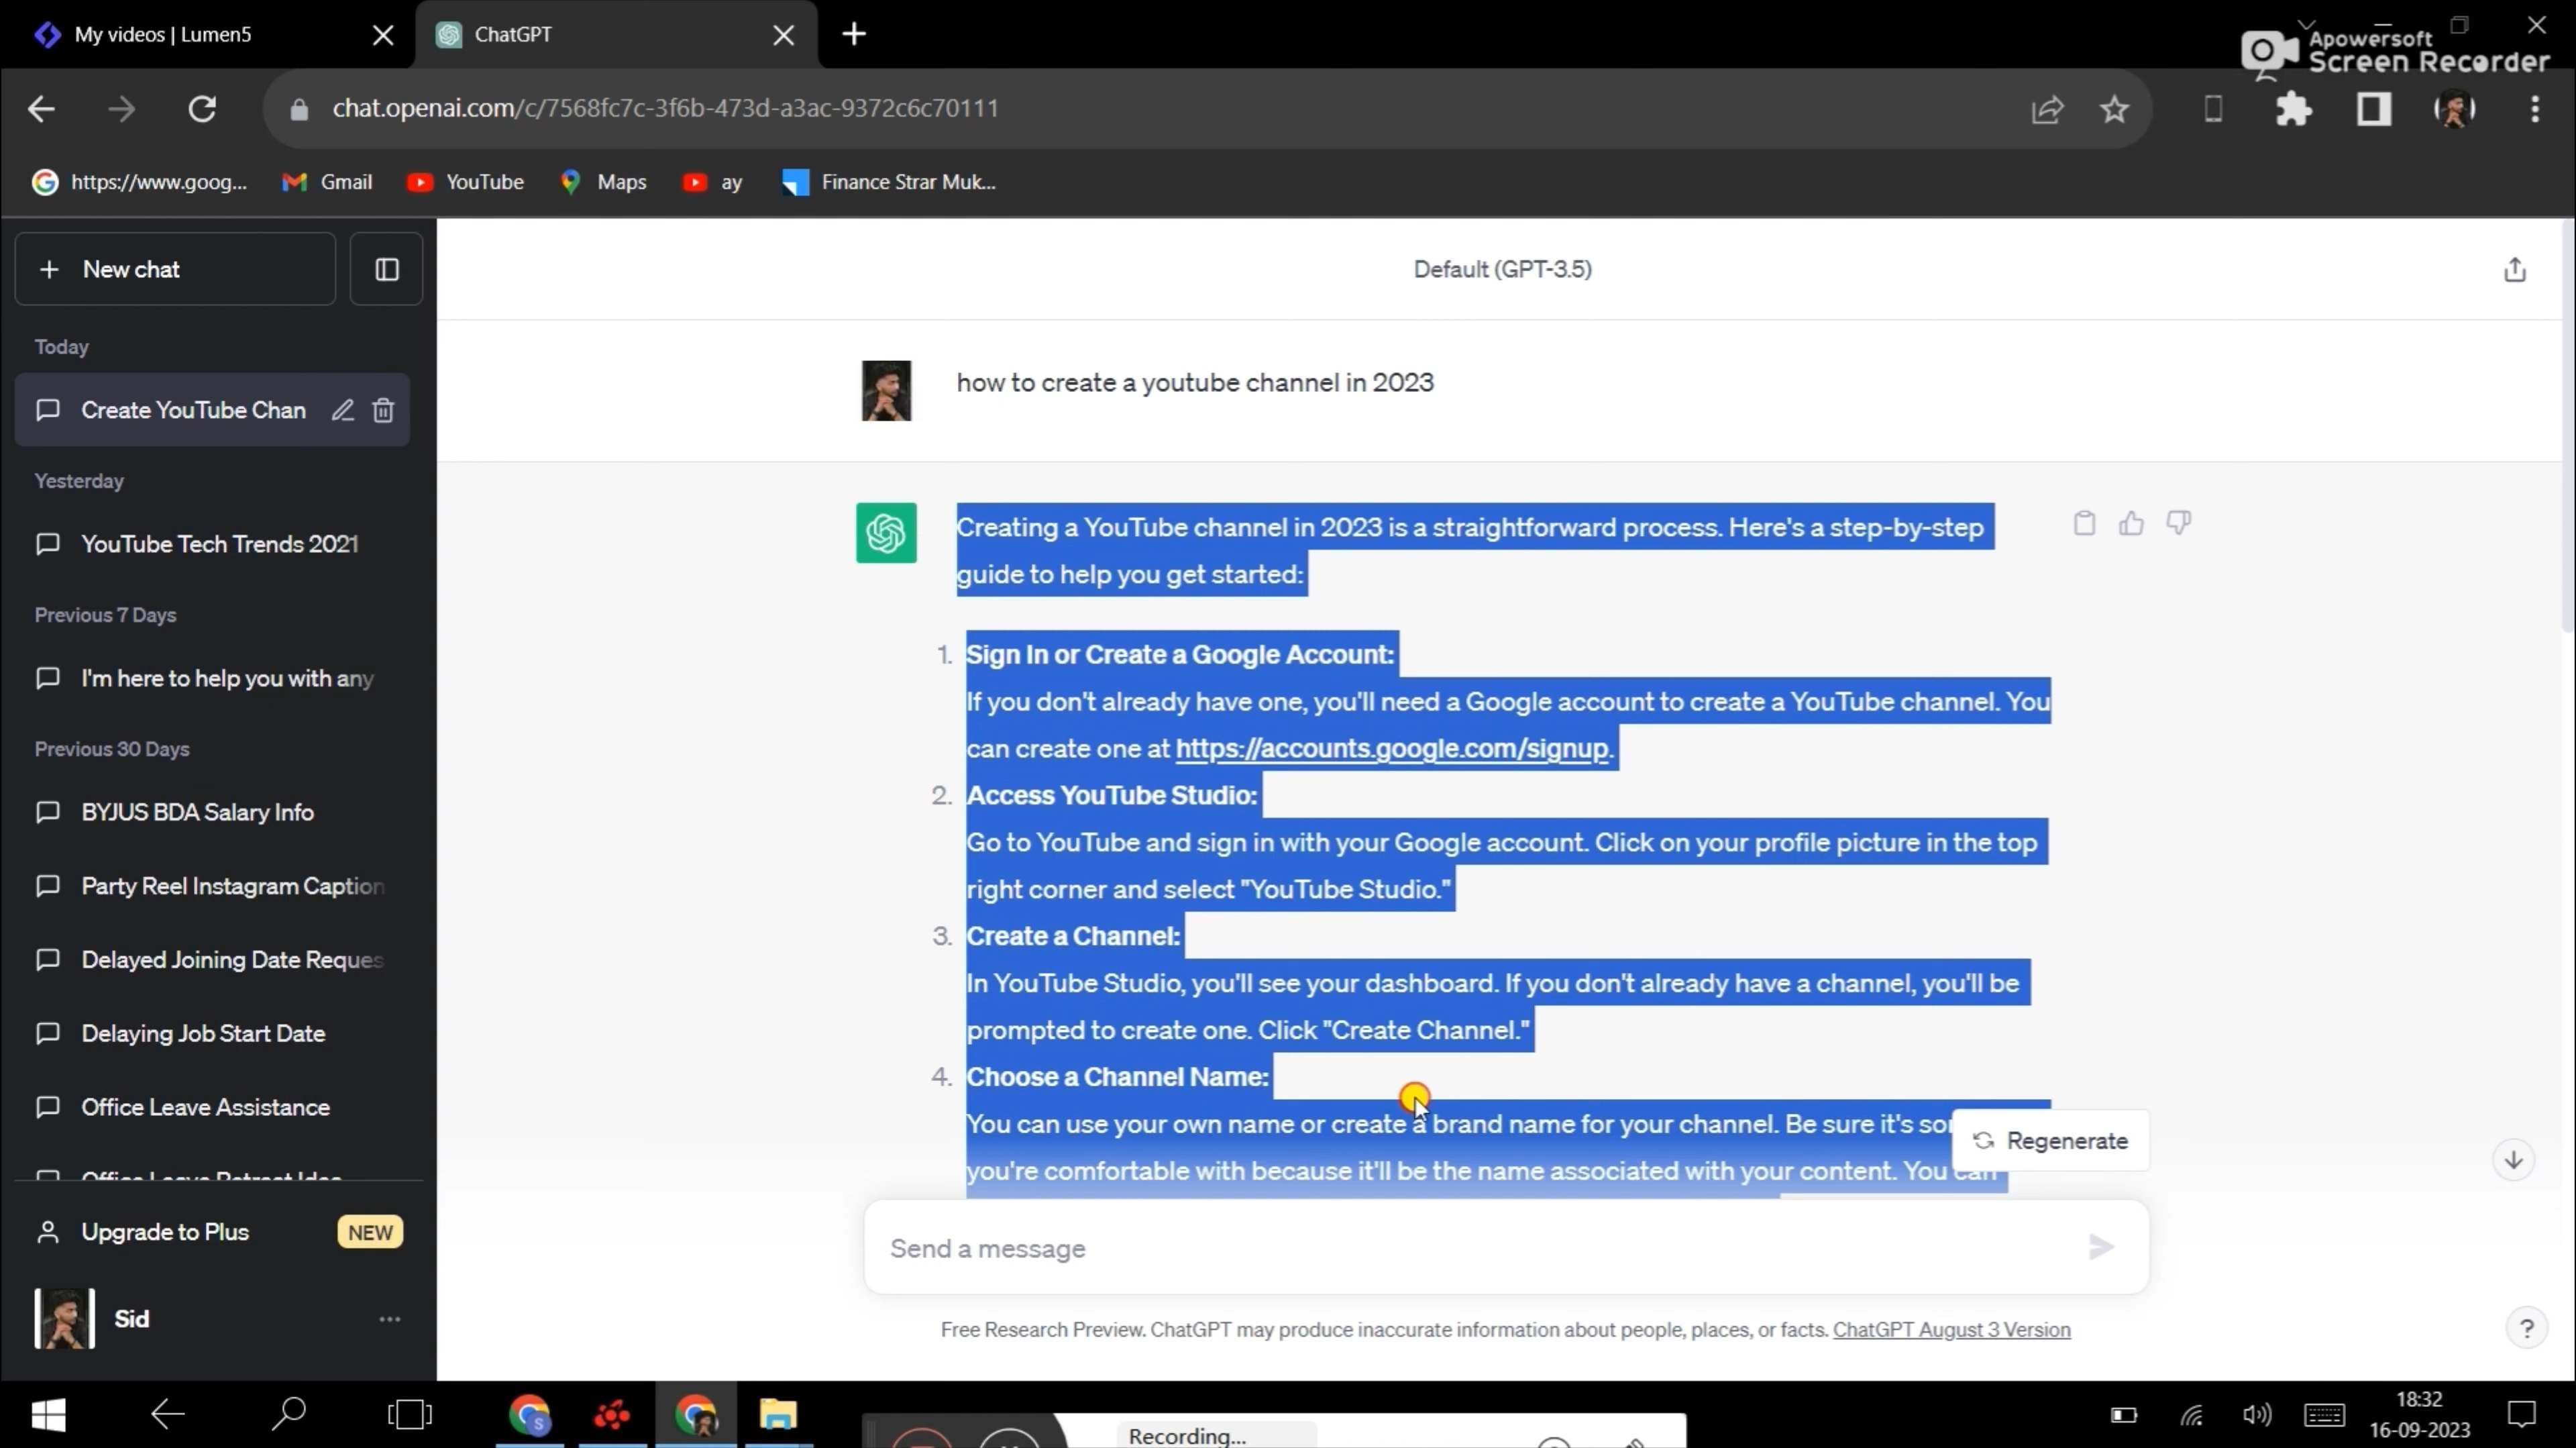 My videos | Lumen5
ChatGPT
Apowersoft
Screen Recorder
chat.openai.com/c/7568fc7c-3f6b-473d-a3ac-9372c6c70111
https://www.goog...
Gmail
YouTube
Maps
ay
Finance Strar Muk...
New chat
Today
Create YouTube Chan
Yesterday
YouTube Tech Trends 2021
Previous 7 Days
I'm here to help you with any
Previous 30 Days
BYJUS BDA Salary Info
Party Reel Instagram Caption
Delayed Joining Date Reques
Delaying Job Start Date
Office Leave Assistance
Office Leave Retreat Idea
Upgrade to Plus NEW
Sid
Default (GPT-3.5)
how to create a youtube channel in 2023
Creating a YouTube channel in 2023 is a straightforward process. Here's a step-by-step
guide to help you get started:
1. Sign In or Create a Google Account:
If you don't already have one, you'll need a Google account to create a YouTube channel. You
can create one at https://accounts.google.com/signup.
2. Access YouTube Studio:
Go to YouTube and sign in with your Google account. Click on your profile picture in the top
right corner and select "YouTube Studio."
3. Create a Channel:
In YouTube Studio, you'll see your dashboard. If you don't already have a channel, you'll be
prompted to create one. Click "Create Channel."
4. Choose a Channel Name:
You can use your own name or create a brand name for your channel. Be sure it's so
you're comfortable with because it'll be the name associated with your content. You can
Regenerate
Send a message
Free Research Preview. ChatGPT may produce inaccurate information about people, places, or facts. ChatGPT August 3 Version
?
Recording...
18:32
16-09-2023